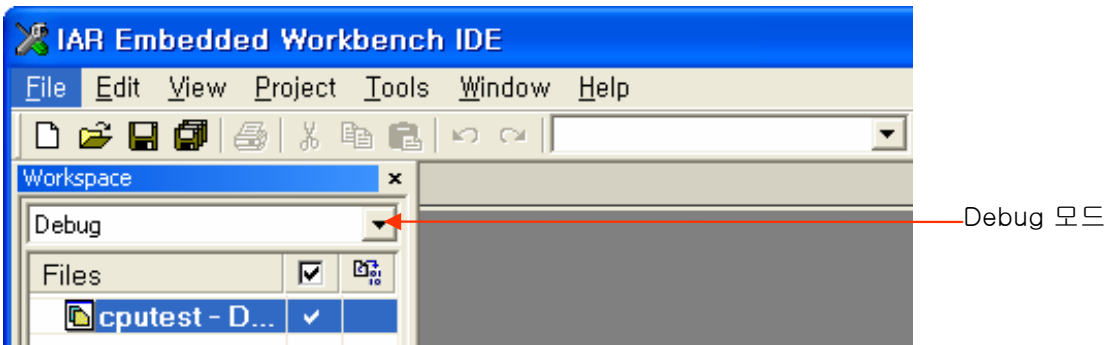 IAR Embedded Workbench IDE
File Edit View Project Tools Window Help
Workspace
Debug
Debug 모드
Files
cputest - D...